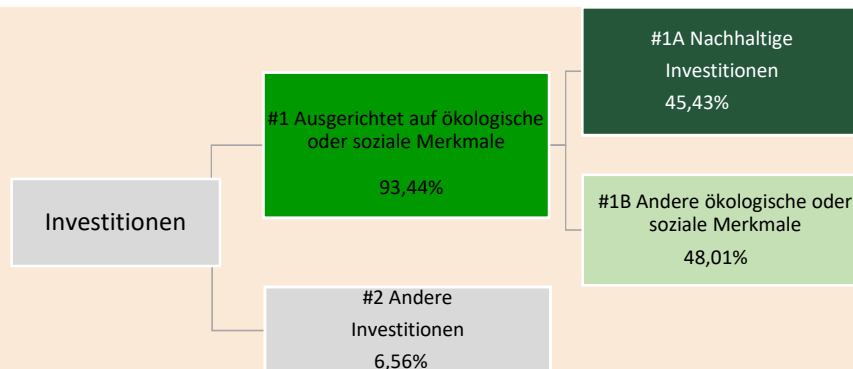 #1A Nachhaltige
Investitionen
45,43%
#1 Ausgerichtet auf ökologische
oder soziale Merkmale
93,44%
#1B Andere ökologische oder
soziale Merkmale
48,01%
Investitionen
#2 Andere
Investitionen
6,56%